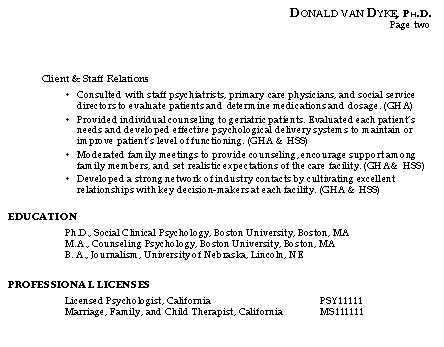 DONALD VAN DYKE, PH.D.
Page two
Client & Staff Relations
• Consulted with staff psychiatrists, primary care physicians, and social service
directors to evaluate patients and determine medications and dosage. (GHA)
• Provided individual counseling to geriatric patients. Evaluated each patient's
needs and developed effective psychological delivery systems to maintain or
improve patient's level of functioning. (GHA & HSS)
• Moderated family meetings to provide counseling, encourage support among
family members, and set realistic expectations of the care facility. (GHA & HSS)
• Developed a strong network of industry contacts by cultivating excellent
relationships with key decision-makers at each facility. (GHA & HSS)
EDUCATION
Ph.D., Social Clinical Psychology, Boston University, Boston, MA
M.A., Counseling Psychology, Boston University, Boston, MA
B.A., Journalism, University of Nebraska, Lincoln, NE
PROFESSIONAL LICENSES
Licensed Psychologist, California PSY11111
Marriage, Family, and Child Therapist, California MS111111